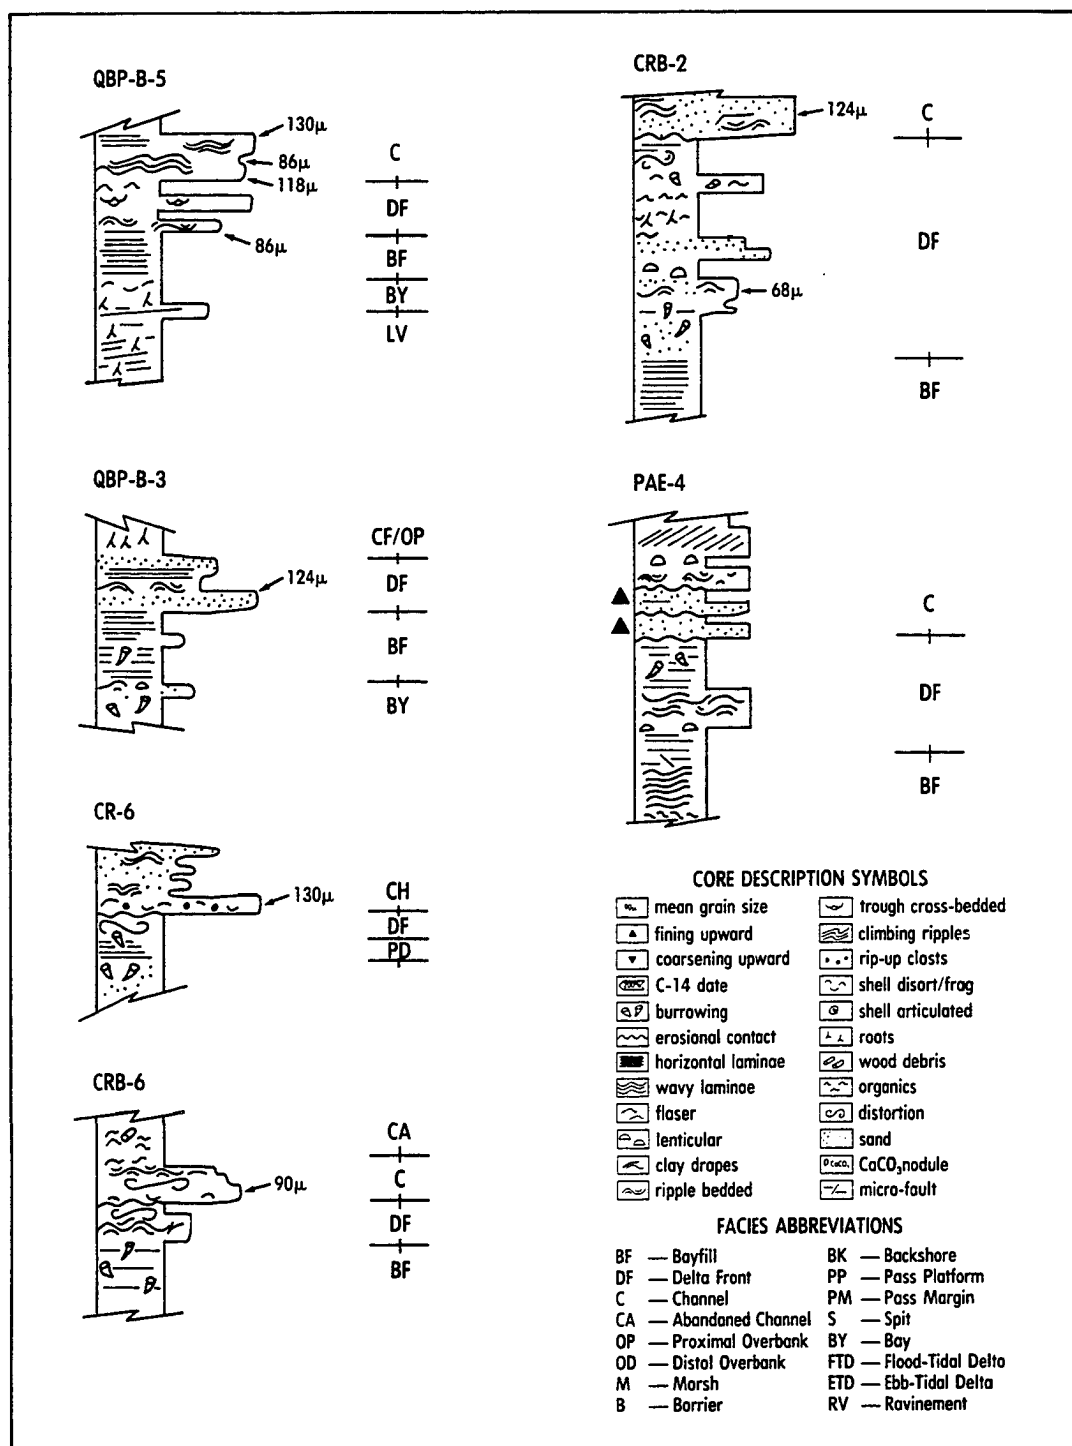 QBP-B-5
130µ
86µ
118µ
86µ
C
DF
BF
BY
LV
CRB-2
124µ
68µ
C
DF
BF
QBP-B-3
124µ
CF/OP
DF
BF
BY
PAE-4
C
DF
BF
CR-6
130µ
CH
DF
PD
CRB-6
90µ
CA
C
DF
BF
CORE DESCRIPTION SYMBOLS
mean grain size
fining upward
coarsening upward
C-14 date
burrowing
erosional contact
horizontal laminae
wavy laminae
flaser
lenticular
clay drapes
ripple bedded
trough cross-bedded
climbing ripples
rip-up closts
shell disort/frag
shell articulated
roots
wood debris
organics
distortion
sand
CaCO₃nodule
micro-fault
FACIES ABBREVIATIONS
BF — Bayfill
DF — Delta Front
C — Channel
CA — Abandaned Channel
OP — Proximal Overbank
OD — Distal Overbank
M — Marsh
B — Barrier
BK — Backshore
PP — Pass Platform
PM — Pass Margin
S — Spit
BY — Bay
FTD — Flood-Tidal Delta
ETD — Ebb-Tidal Delta
RV — Ravinement